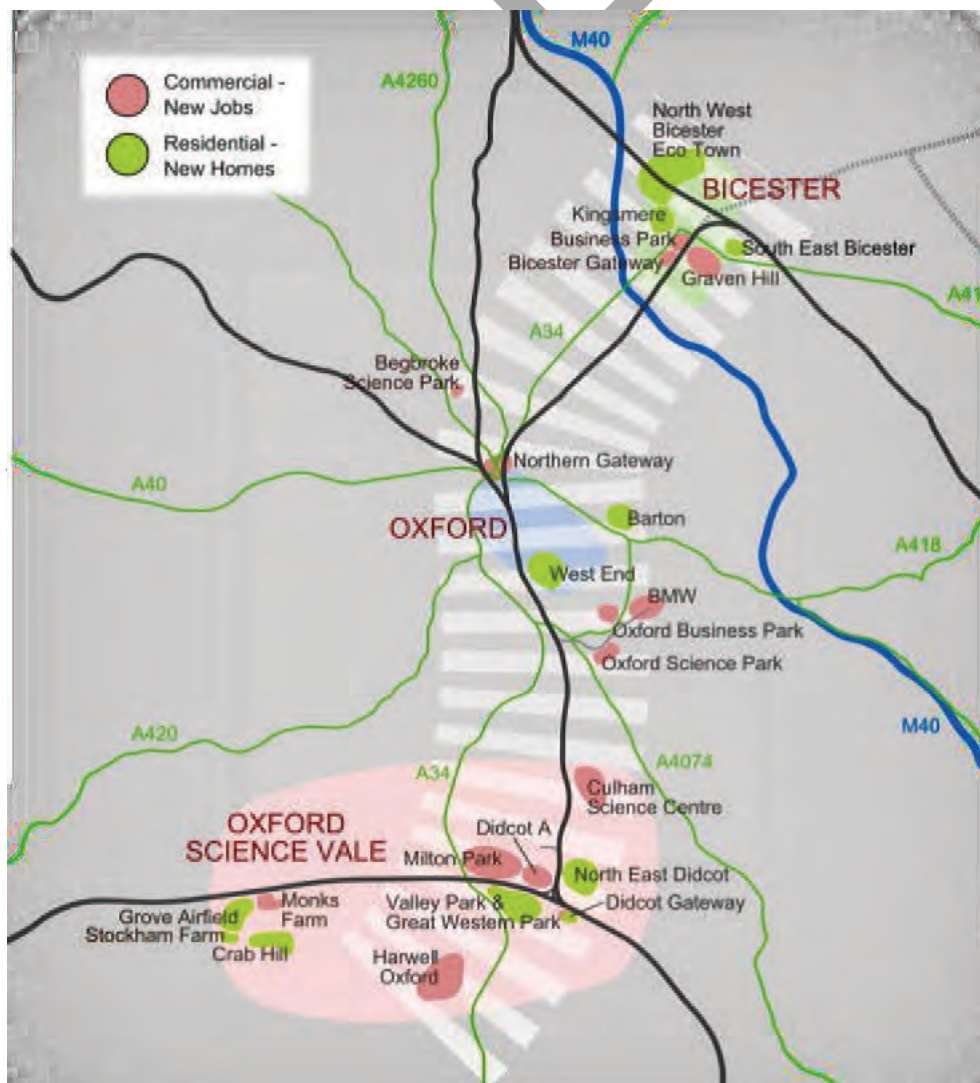 M40
Commercial -
New Jobs
Residential -
New Homes
A4260
North West
Bicester
Eco Town
BICESTER
Kingsmere
Business Park
South East Bicester
Bicester Gateway
Graven Hill
A41
A34
Begbroke
Science Park
Northern Gateway
A40
OXFORD
Barton
A418
West End
BMW
Oxford Business Park
Oxford Science Park
A420
M40
A34
A4074
Culham
Science Centre
OXFORD
SCIENCE VALE
Didcot A
Milton Park
North East Didcot
Monks
Farm
Valley Park &
Great Western Park
Didcot Gateway
Grove Airfield
Stockham Farm
Crab Hill
Harwell
Oxford